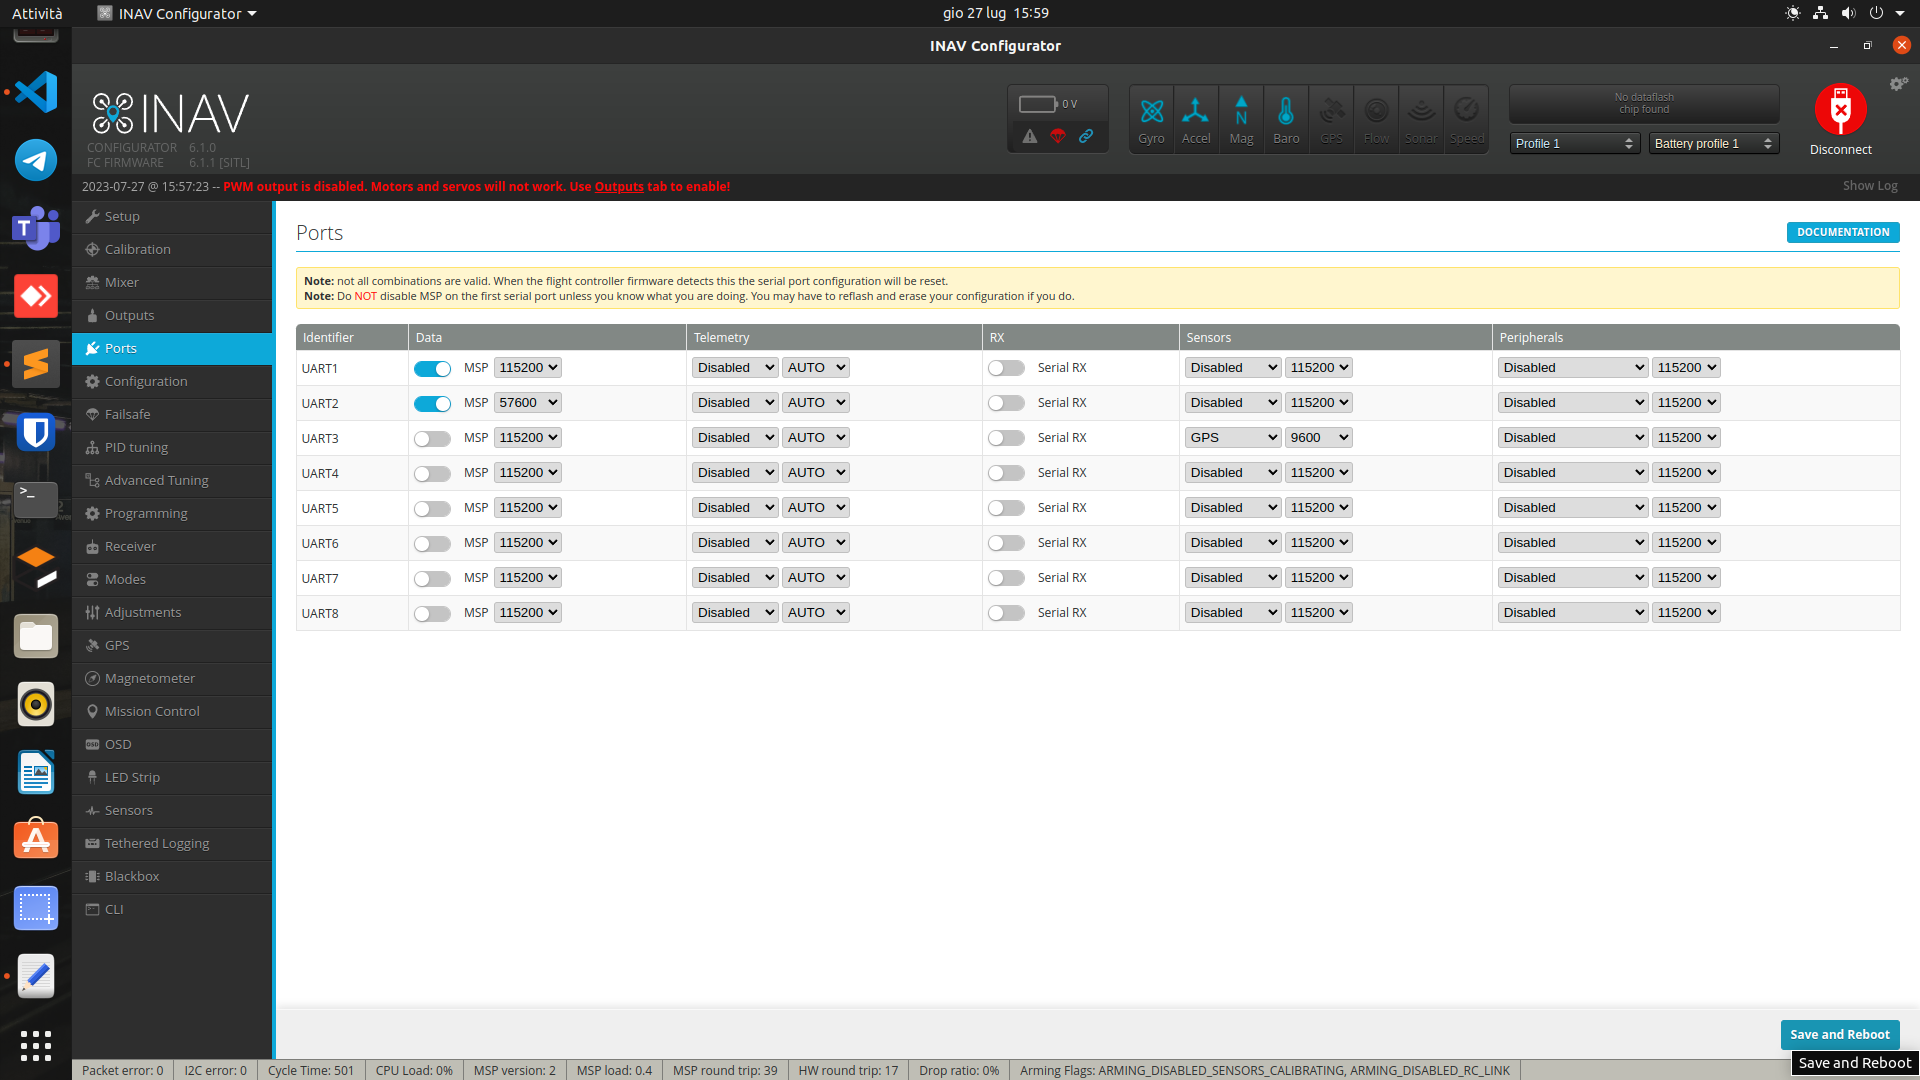 Attività
INAV Configurator
gio 27 lug 15:59
INAV Configurator
INAV
CONFIGURATOR 6.1.0
FC FIRMWARE 6.1.1 [SITL]
0 V
Gyro
Accel
Mag
Baro
GPS
Flow
Sonar
Speed
No dataflash
chip found
Profile 1
Battery profile 1
Disconnect
2023-07-27 @ 15:57:23 -- PWM output is disabled. Motors and servos will not work. Use Outputs tab to enable!
Show Log
Setup
Calibration
Mixer
Outputs
Ports
Configuration
Failsafe
PID tuning
Advanced Tuning
Programming
Receiver
Modes
Adjustments
GPS
Magnetometer
Mission Control
OSD
LED Strip
Sensors
Tethered Logging
Blackbox
CLI
Ports
DOCUMENTATION
Note: not all combinations are valid. When the flight controller firmware detects this the serial port configuration will be reset.
Note: Do NOT disable MSP on the first serial port unless you know what you are doing. You may have to reflash and erase your configuration if you do.
Identifier Data Telemetry RX Sensors Peripherals
UART1 MSP 115200 Disabled AUTO Serial RX Disabled 115200 Disabled 115200
UART2 MSP 57600 Disabled AUTO Serial RX Disabled 115200 Disabled 115200
UART3 MSP 115200 Disabled AUTO Serial RX GPS 9600 Disabled 115200
UART4 MSP 115200 Disabled AUTO Serial RX Disabled 115200 Disabled 115200
UART5 MSP 115200 Disabled AUTO Serial RX Disabled 115200 Disabled 115200
UART6 MSP 115200 Disabled AUTO Serial RX Disabled 115200 Disabled 115200
UART7 MSP 115200 Disabled AUTO Serial RX Disabled 115200 Disabled 115200
UART8 MSP 115200 Disabled AUTO Serial RX Disabled 115200 Disabled 115200
Save and Reboot
Save and Reboot
Packet error: 0 I2C error: 0 Cycle Time: 501 CPU Load: 0% MSP version: 2 MSP load: 0.4 MSP round trip: 39 HW round trip: 17 Drop ratio: 0% Arming Flags: ARMING_DISABLED_SENSORS_CALIBRATING, ARMING_DISABLED_RC_LINK